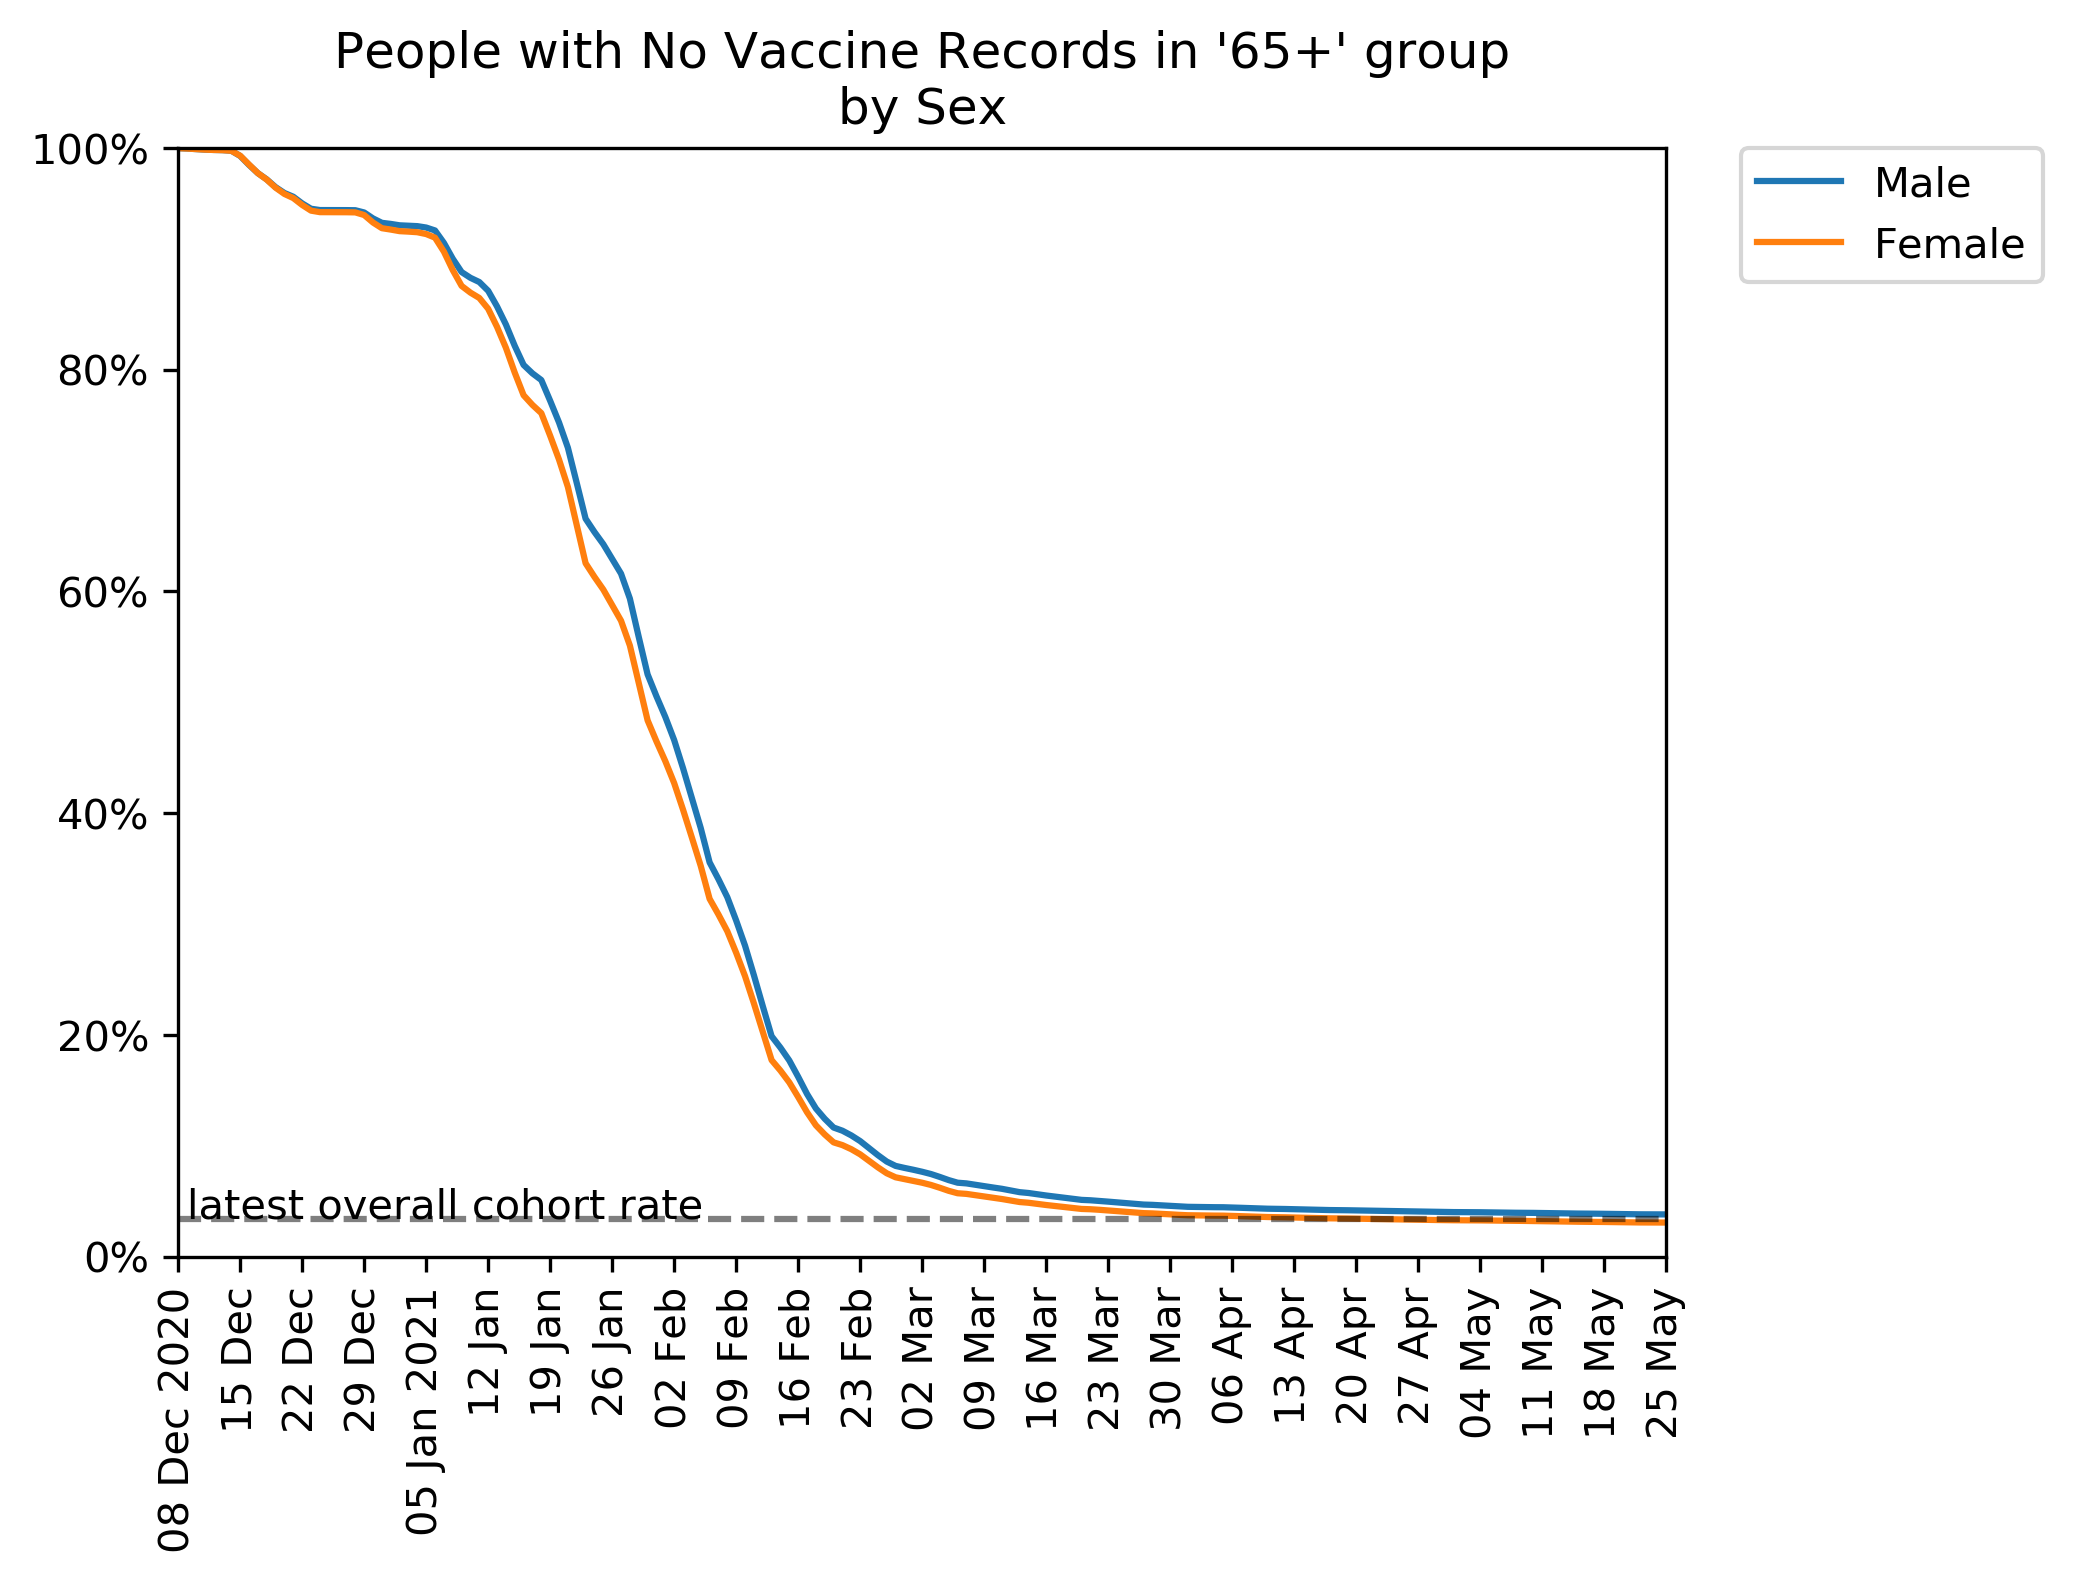 People with No Vaccine Records in '65+' group
by Sex
100%
80%
60%
40%
20%
0%
latest overall cohort rate
08 Dec 2020
15 Dec
22 Dec
29 Dec
05 Jan 2021
12 Jan
19 Jan
26 Jan
02 Feb
09 Feb
16 Feb
23 Feb
02 Mar
09 Mar
16 Mar
23 Mar
30 Mar
06 Apr
13 Apr
20 Apr
27 Apr
04 May
11 May
18 May
25 May
Male
Female